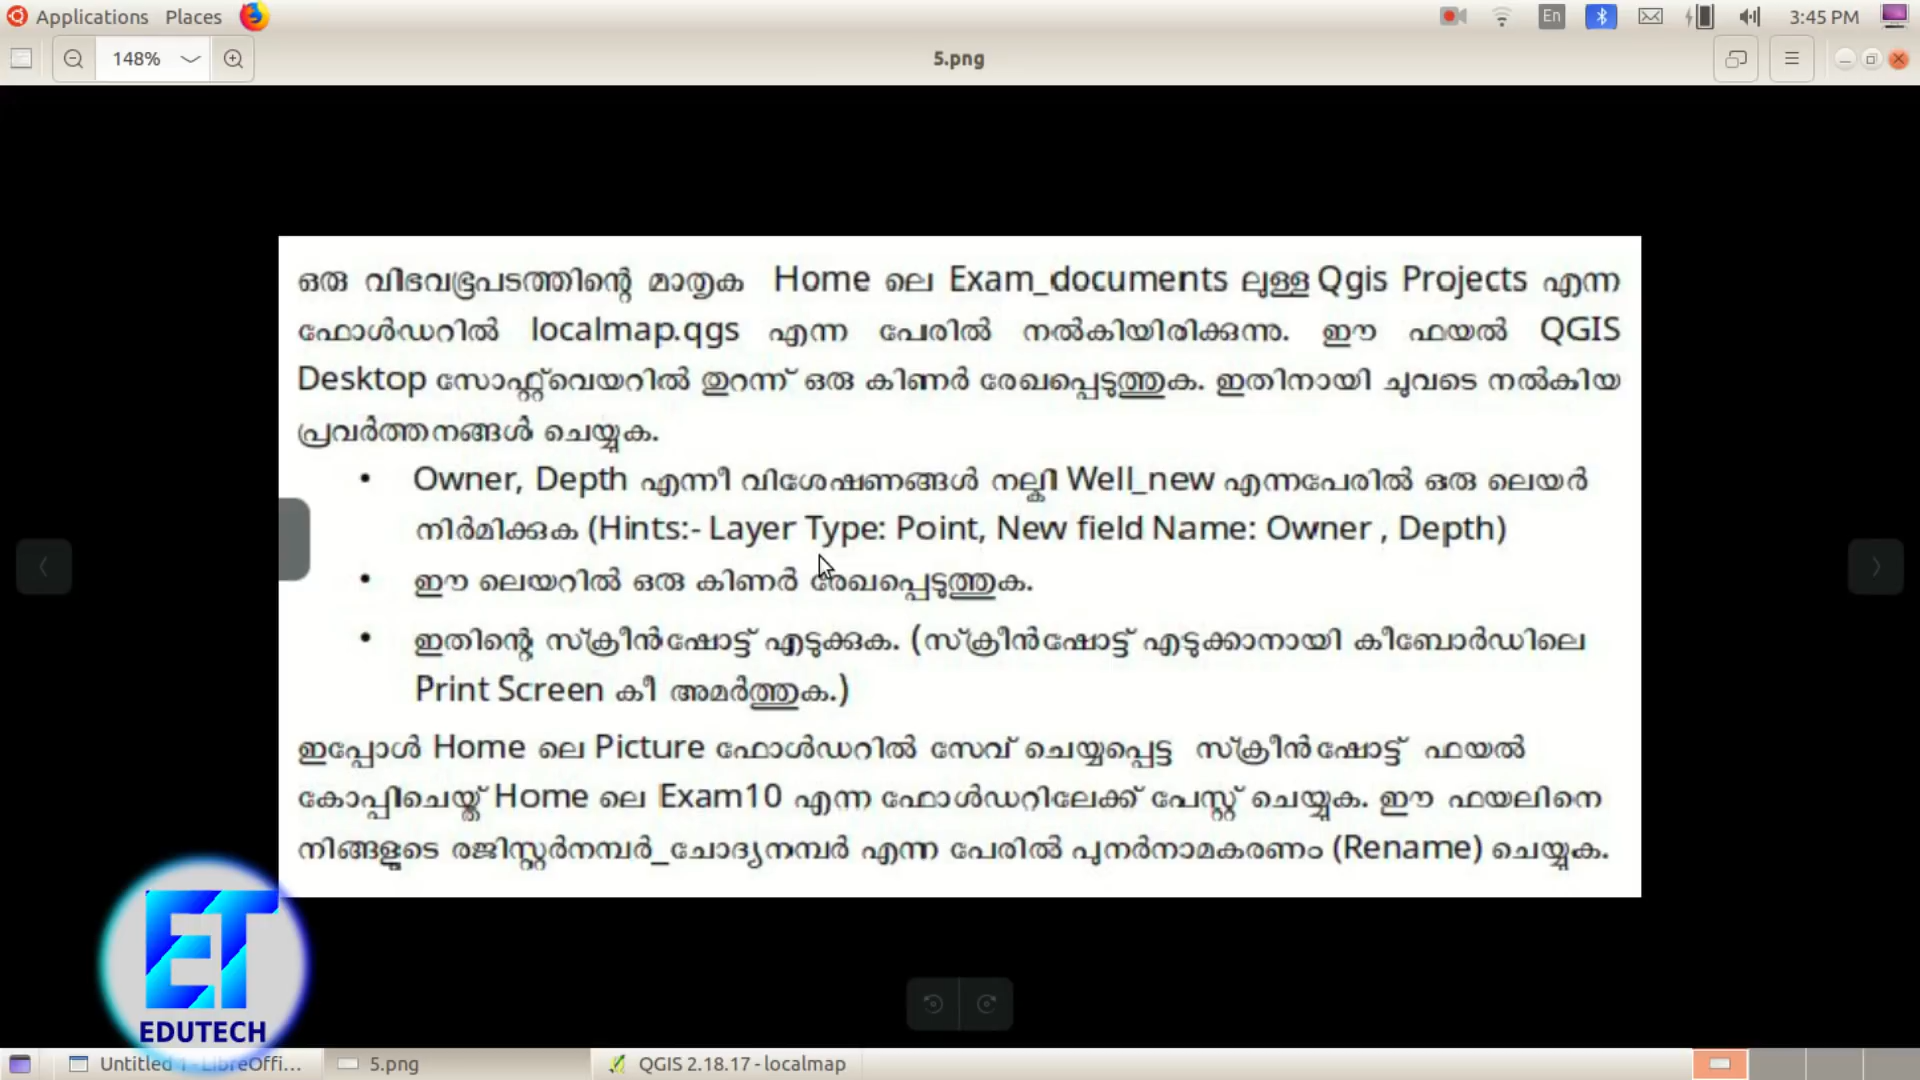 Applications Places En 3:45 PM
148% 5.png
ഒരു വിഭവഭൂപടത്തിന്റെ മാതൃക Home ലെ Exam_documents ലുള്ള Qgis Projects എന്ന
ഫോൾഡറിൽ localmap.qgs എന്ന പേരിൽ നൽകിയിരിക്കുന്നു. ഈ ഫയൽ QGIS
Desktop സോഫ്റ്റ്‌വെയറിൽ തുറന്ന് ഒരു കിണർ രേഖപ്പെടുത്തുക. ഇതിനായി ചുവടെ നൽകിയ
പ്രവർത്തനങ്ങൾ ചെയ്യുക.
• Owner, Depth എന്നീ വിശേഷണങ്ങൾ നല്കി Well_new എന്നപേരിൽ ഒരു ലെയർ
നിർമിക്കുക (Hints:- Layer Type: Point, New field Name: Owner , Depth)
• ഈ ലെയറിൽ ഒരു കിണർ രേഖപ്പെടുത്തുക.
• ഇതിന്റെ സ്ക്രീൻഷോട്ട് എടുക്കുക. (സ്ക്രീൻഷോട്ട് എടുക്കാനായി കീബോർഡിലെ
Print Screen കീ അമർത്തുക.)
ഇപ്പോൾ Home ലെ Picture ഫോൾഡറിൽ സേവ് ചെയ്യപ്പെട്ട സ്ക്രീൻഷോട്ട് ഫയൽ
കോപ്പിചെയ്ത് Home ലെ Exam10 എന്ന ഫോൾഡറിലേക്ക് പേസ്റ്റ് ചെയ്യുക. ഈ ഫയലിനെ
നിങ്ങളുടെ രജിസ്റ്റർനമ്പർ_ചോദ്യനമ്പർ എന്ന പേരിൽ പുനർനാമകരണം (Rename) ചെയ്യുക.
ET
EDUTECH
Untitled 1 - LibreOffi... 5.png QGIS 2.18.17 - localmap